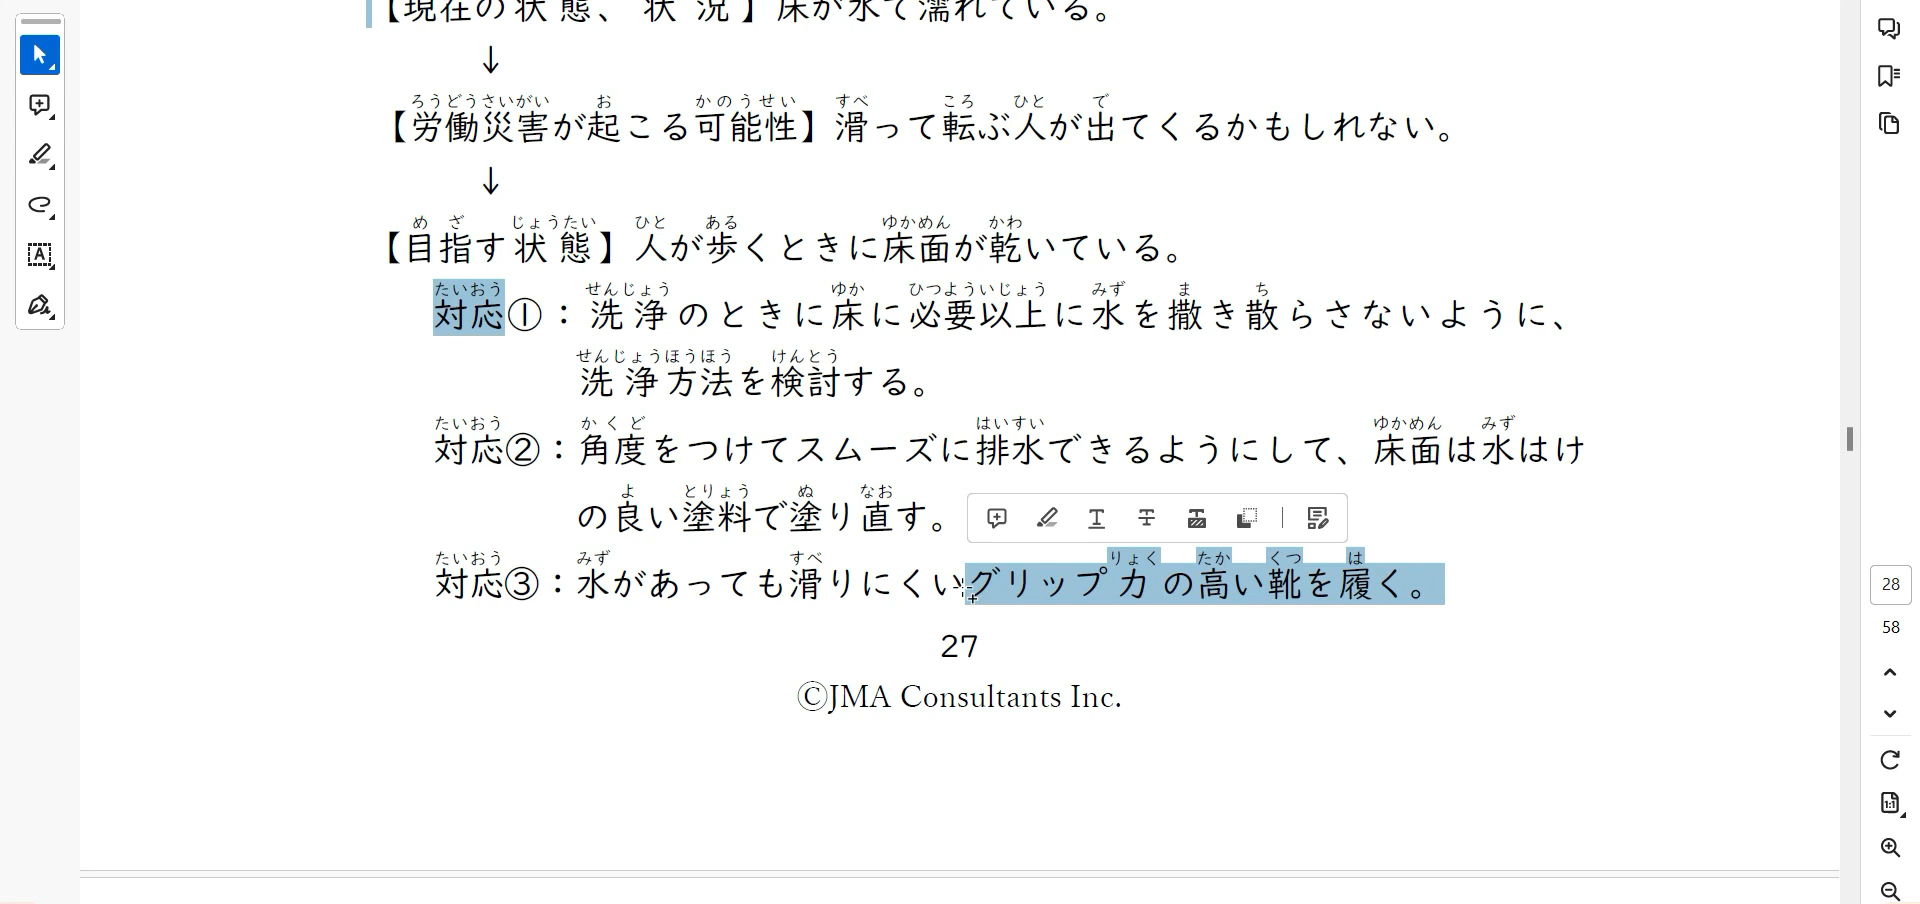 【現在の状態、状況】床が水で濡れている。
↓
ろうどうさいがい お かのうせい すべ ころ ひと で
【労働災害が起こる可能性】滑って転ぶ人が出てくるかもしれない。
↓
めざ じょうたい ひと ある ゆかめん かわ
【目指す状態】人が歩くときに床面が乾いている。
たいおう せんじょう ゆか ひつよういじょう みず ま ち
対応①：洗浄のときに床に必要以上に水を撒き散らさないように、
せんじょうほうほう けんとう
洗浄方法を検討する。
たいおう かくど はいすい ゆかめん みず
対応②：角度をつけてスムーズに排水できるようにして、床面は水はけ
よ とりょう ぬ なお
の良い塗料で塗り直す。
たいおう みず すべ りょく たか くつ は
対応③：水があっても滑りにくいグリップ力の高い靴を履く。
27
©JMA Consultants Inc.
28
58